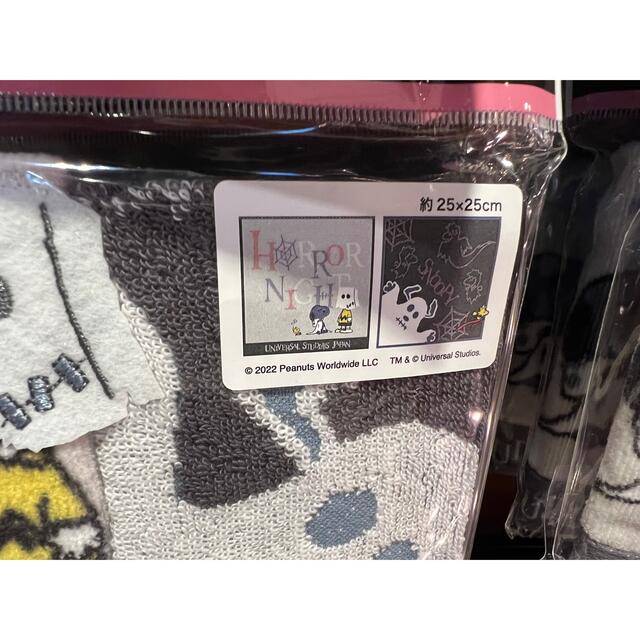 約 25×25cm
HORROR
NIGHT
UNIVERSAL STUDIOS JAPAN
SNOOPY
© 2022 Peanuts Worldwide LLC TM & © Universal Studios.